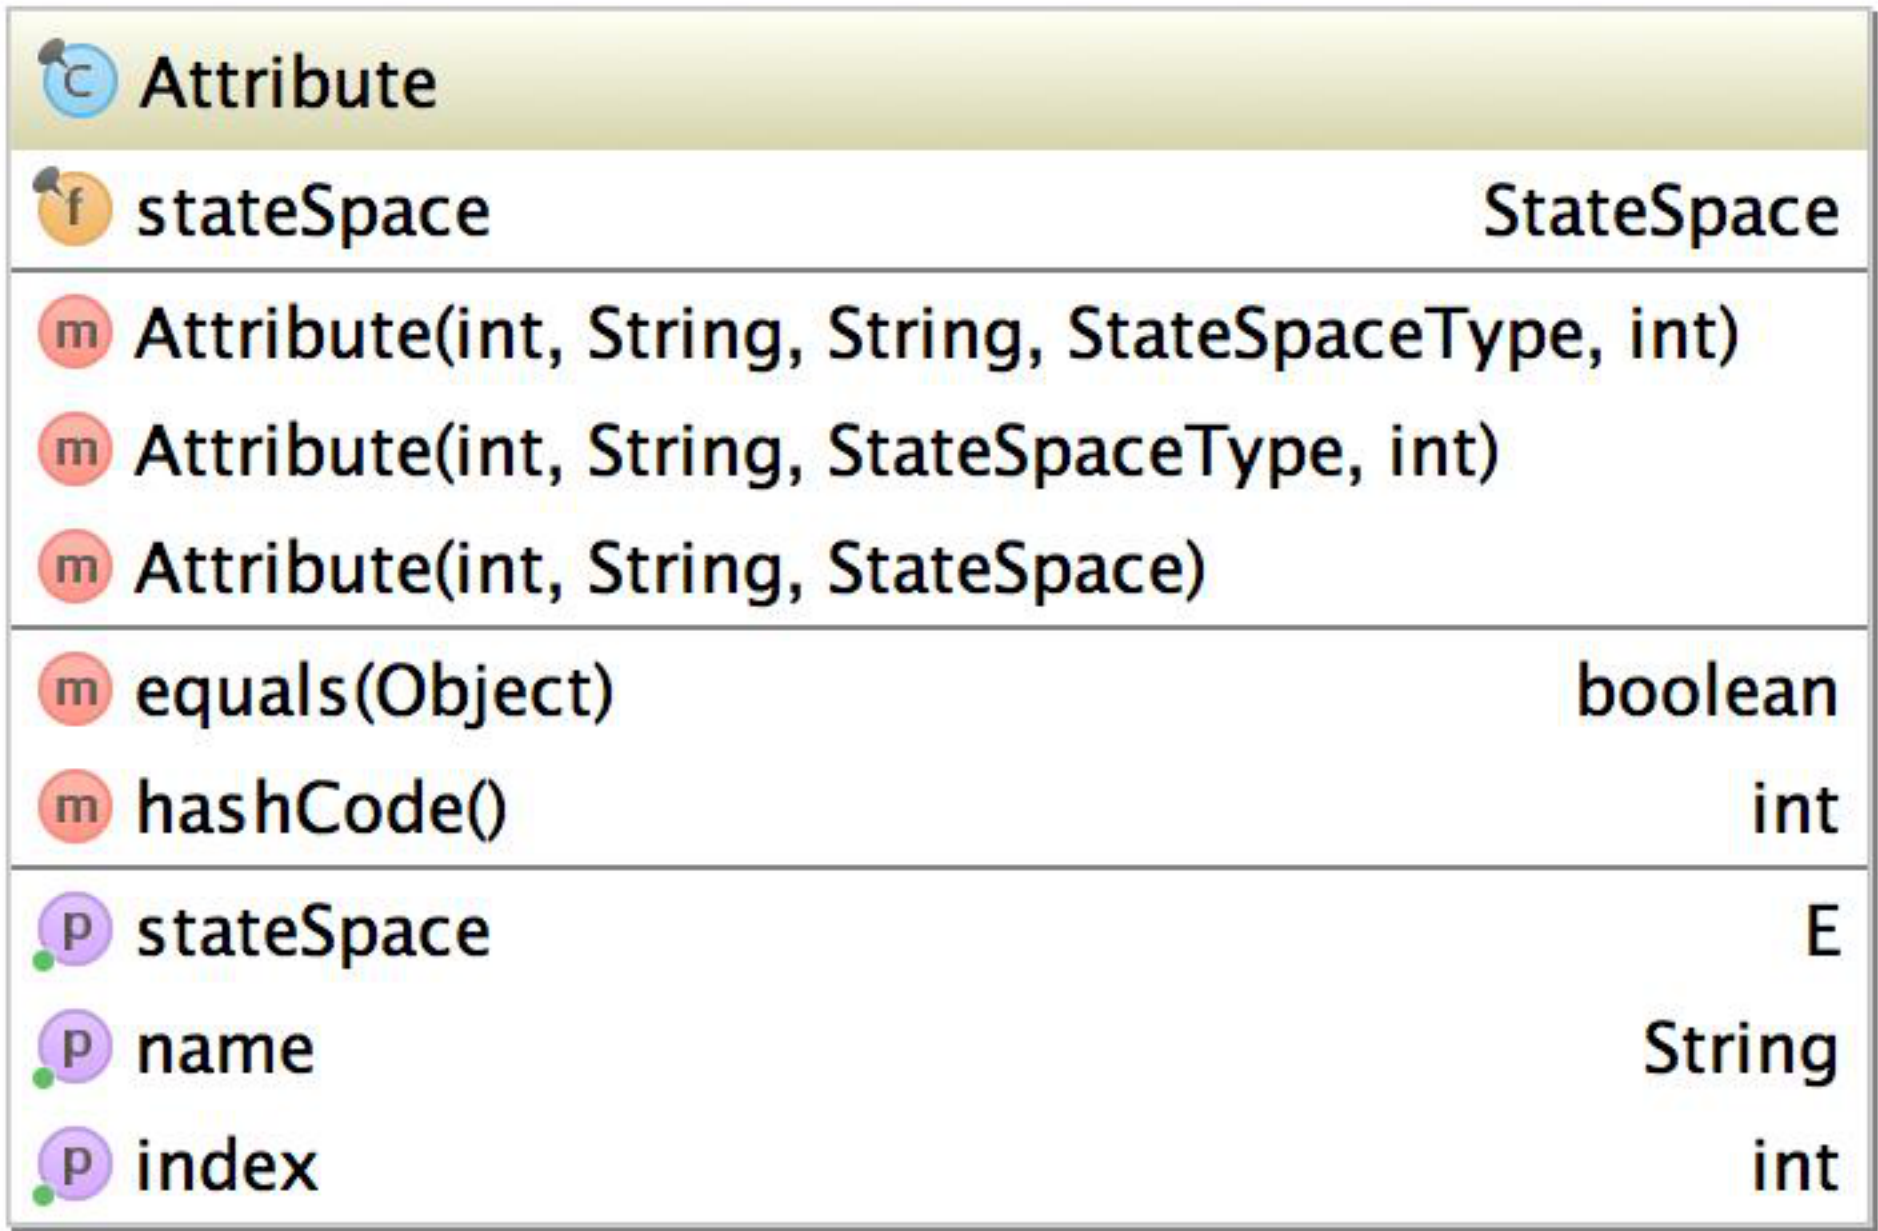 C Attribute
f stateSpace StateSpace
m Attribute(int, String, String, StateSpaceType, int)
m Attribute(int, String, StateSpaceType, int)
m Attribute(int, String, StateSpace)
m equals(Object) boolean
m hashCode() int
p stateSpace E
p name String
p index int